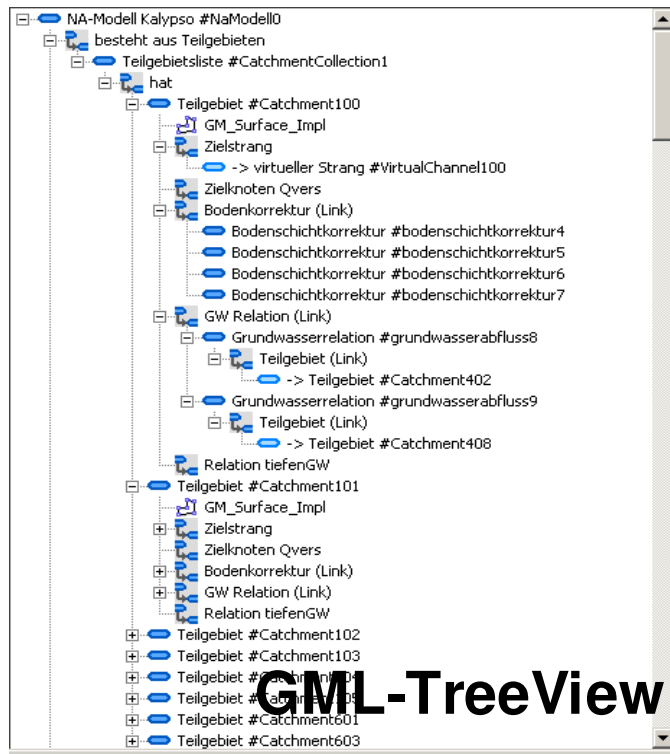 NA-Modell Kalypso #NaModell0
besteht aus Teilgebieten
Teilgebietsliste #CatchmentCollection1
hat
Teilgebiet #Catchment100
GM_Surface_Impl
Zielstrang
-> virtueller Strang #VirtualChannel100
Zielknoten Qvers
Bodenkorrektur (Link)
Bodenschichtkorrektur #bodenschichtkorrektur4
Bodenschichtkorrektur #bodenschichtkorrektur5
Bodenschichtkorrektur #bodenschichtkorrektur6
Bodenschichtkorrektur #bodenschichtkorrektur7
GW Relation (Link)
Grundwasserrelation #grundwasserabfluss8
Teilgebiet (Link)
-> Teilgebiet #Catchment402
Grundwasserrelation #grundwasserabfluss9
Teilgebiet (Link)
-> Teilgebiet #Catchment408
Relation tiefenGW
Teilgebiet #Catchment101
GM_Surface_Impl
Zielstrang
Zielknoten Qvers
Bodenkorrektur (Link)
GW Relation (Link)
Relation tiefenGW
Teilgebiet #Catchment102
Teilgebiet #Catchment103
Teilgebiet
Teilgebiet
Teilgebiet #Catchment601
Teilgebiet #Catchment603
GML-TreeView